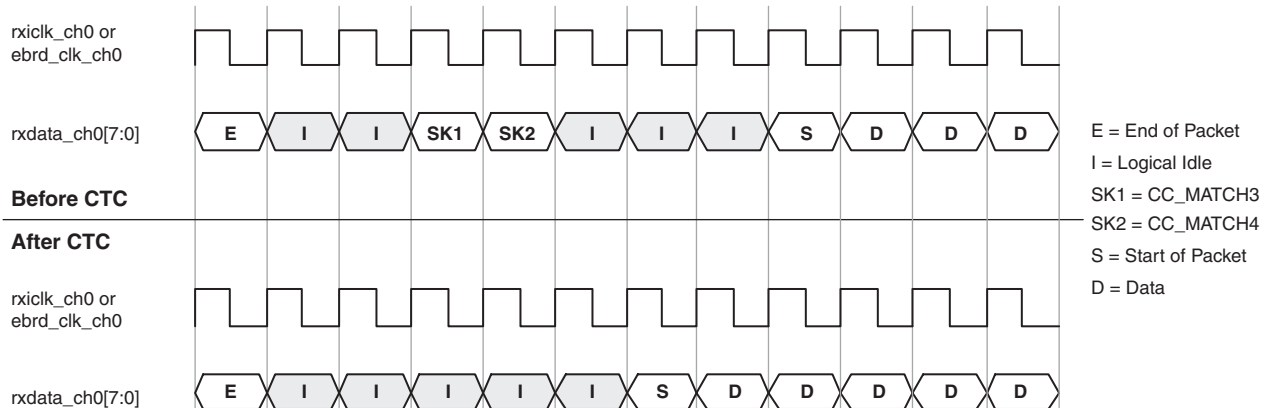 rxiclk_ch0 or
ebrd_clk_ch0
rxdata_ch0[7:0]
E I I SK1 SK2 I I I S D D D
Before CTC
After CTC
rxiclk_ch0 or
ebrd_clk_ch0
rxdata_ch0[7:0]
E I I I I I S D D D D D
E = End of Packet
I = Logical Idle
SK1 = CC_MATCH3
SK2 = CC_MATCH4
S = Start of Packet
D = Data